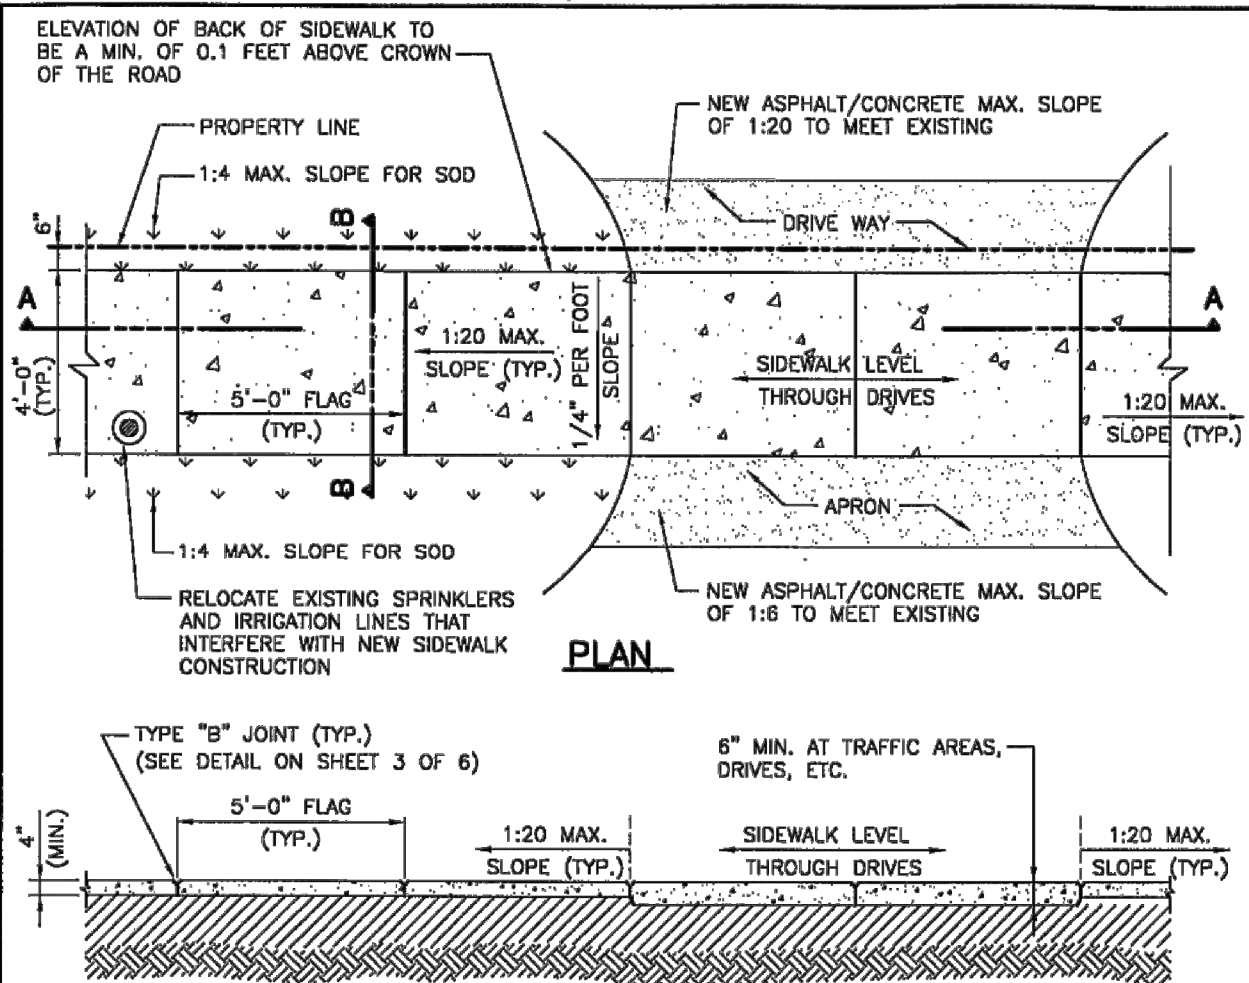 ELEVATION OF BACK OF SIDEWALK TO
BE A MIN. OF 0.1 FEET ABOVE CROWN
OF THE ROAD
PROPERTY LINE
1:4 MAX. SLOPE FOR SOD
NEW ASPHALT/CONCRETE MAX. SLOPE
OF 1:20 TO MEET EXISTING
DRIVE WAY
6"
B
A
A
4'-0"
(TYP.)
5'-0" FLAG
(TYP.)
1:20 MAX.
SLOPE (TYP.)
1/4" PER FOOT
SLOPE
SIDEWALK LEVEL
THROUGH DRIVES
1:20 MAX.
SLOPE (TYP.)
B
APRON
1:4 MAX. SLOPE FOR SOD
RELOCATE EXISTING SPRINKLERS
AND IRRIGATION LINES THAT
INTERFERE WITH NEW SIDEWALK
CONSTRUCTION
NEW ASPHALT/CONCRETE MAX. SLOPE
OF 1:6 TO MEET EXISTING
PLAN
TYPE "B" JOINT (TYP.)
(SEE DETAIL ON SHEET 3 OF 6)
6" MIN. AT TRAFFIC AREAS,
DRIVES, ETC.
4"
(MIN.)
5'-0" FLAG
(TYP.)
1:20 MAX.
SLOPE (TYP.)
SIDEWALK LEVEL
THROUGH DRIVES
1:20 MAX.
SLOPE (TYP.)